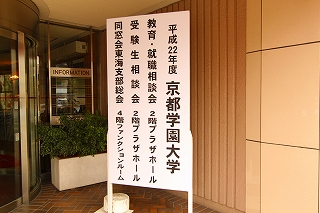 平成22年度 京都学園大学
教育・就職相談会 2階プラザホール
受験生相談会 2階プラザホール
同窓会東海支部総会 4階ファンクションルーム
INFORMATION